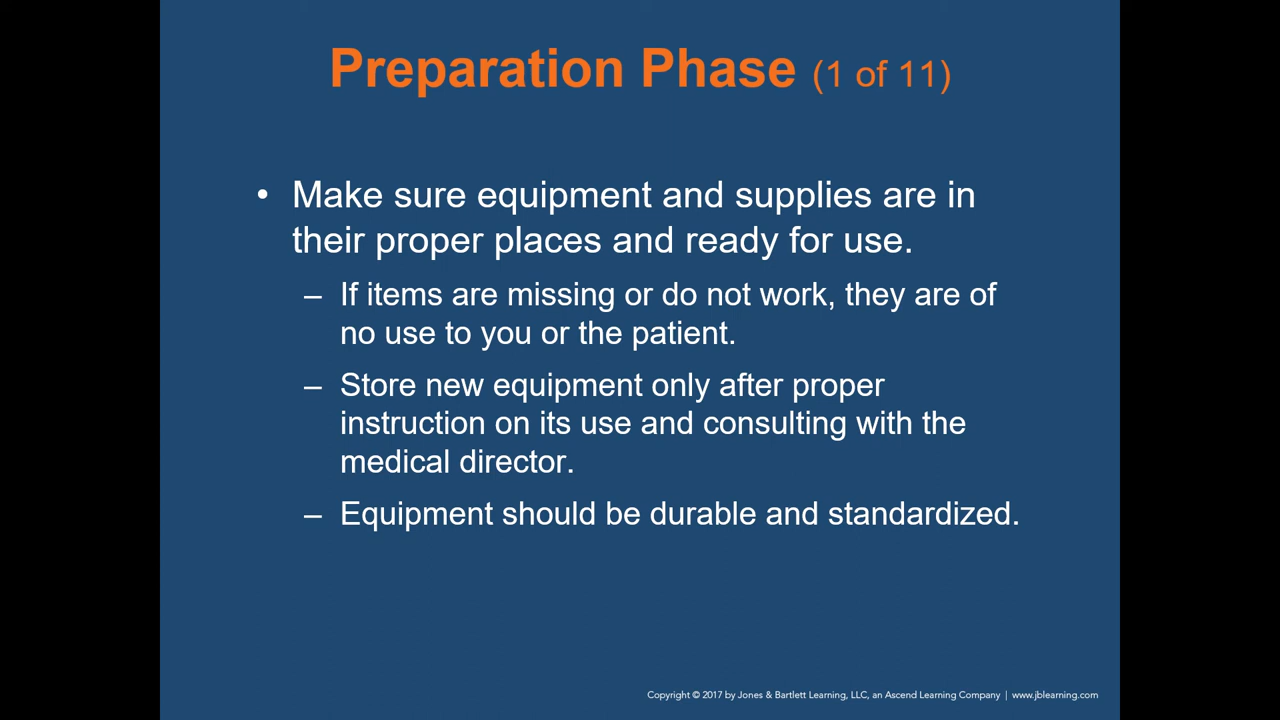 Preparation Phase (1 of 11)
• Make sure equipment and supplies are in
their proper places and ready for use.
– If items are missing or do not work, they are of
no use to you or the patient.
– Store new equipment only after proper
instruction on its use and consulting with the
medical director.
– Equipment should be durable and standardized.
Copyright © 2017 by Jones & Bartlett Learning, LLC, an Ascend Learning Company | www.jblearning.com